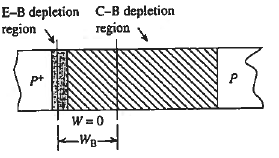 E–B depletion C–B depletion
region region
P+ P
W = 0
W_B